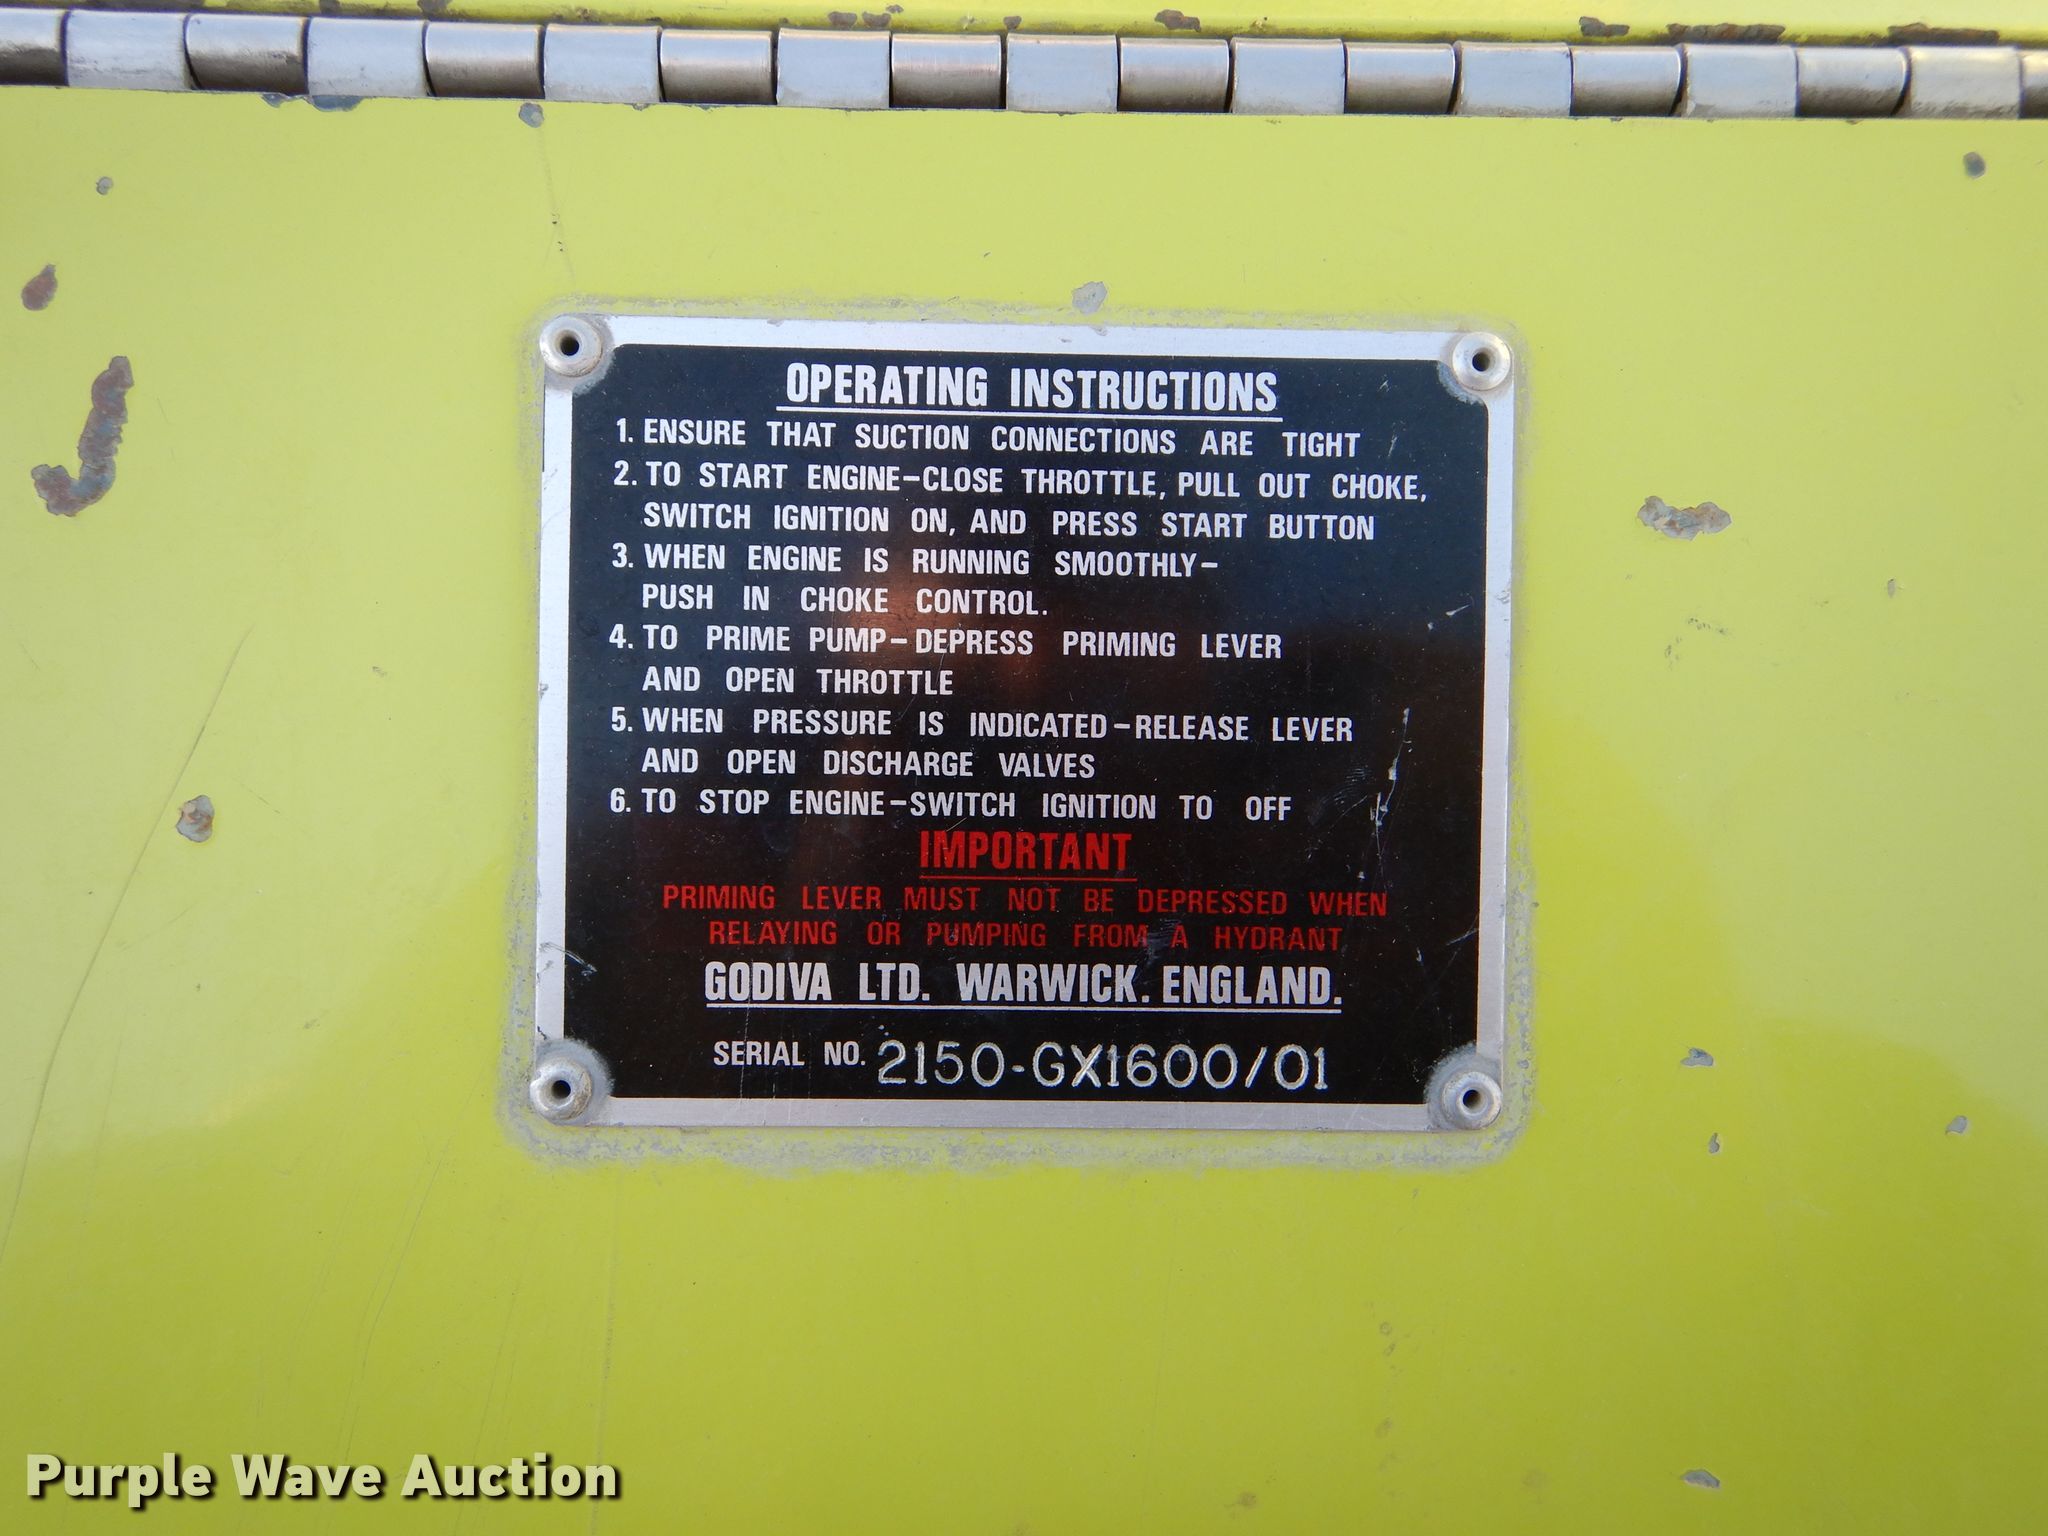 OPERATING INSTRUCTIONS
1. ENSURE THAT SUCTION CONNECTIONS ARE TIGHT
2. TO START ENGINE-CLOSE THROTTLE, PULL OUT CHOKE,
SWITCH IGNITION ON, AND PRESS START BUTTON
3. WHEN ENGINE IS RUNNING SMOOTHLY-
PUSH IN CHOKE CONTROL.
4. TO PRIME PUMP-DEPRESS PRIMING LEVER
AND OPEN THROTTLE
5. WHEN PRESSURE IS INDICATED-RELEASE LEVER
AND OPEN DISCHARGE VALVES
6. TO STOP ENGINE-SWITCH IGNITION TO OFF
IMPORTANT
PRIMING LEVER MUST NOT BE DEPRESSED WHEN
RELAYING OR PUMPING FROM A HYDRANT
GODIVA LTD. WARWICK. ENGLAND.
SERIAL NO. 2150-GX1600/01
Purple Wave Auction